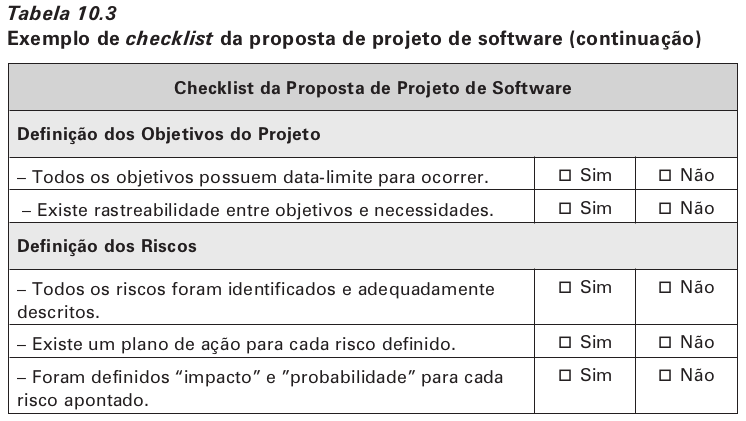 Tabela 10.3
Exemplo de checklist da proposta de projeto de software (continuação)
Checklist da Proposta de Projeto de Software
Definição dos Objetivos do Projeto
– Todos os objetivos possuem data-limite para ocorrer. □ Sim □ Não
– Existe rastreabilidade entre objetivos e necessidades. □ Sim □ Não
Definição dos Riscos
– Todos os riscos foram identificados e adequadamente □ Sim □ Não
descritos.
– Existe um plano de ação para cada risco definido. □ Sim □ Não
– Foram definidos “impacto” e ”probabilidade” para cada □ Sim □ Não
risco apontado.